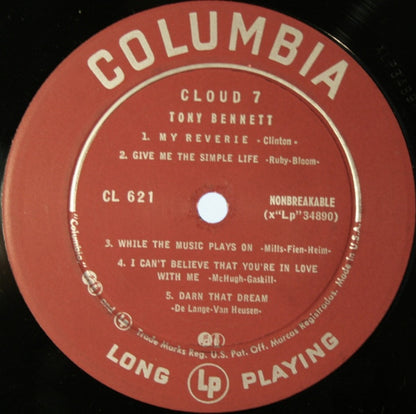 COLUMBIA
CLOUD 7
TONY BENNETT
1. MY REVERIE -Clinton-
2. GIVE ME THE SIMPLE LIFE -Ruby-Bloom-
CL 621
NONBREAKABLE
(x"Lp"34890)
3. WHILE THE MUSIC PLAYS ON -Mills-Fien-Heim-
4. I CAN'T BELIEVE THAT YOU'RE IN LOVE
WITH ME -McHugh-Gaskill-
5. DARN THAT DREAM
-De Lange-Van Heusen-
"Columbia," and LP Trade Marks Reg. U.S. Pat. Off. Marcas Registradas. Made in U.S.A.
LONG LP PLAYING